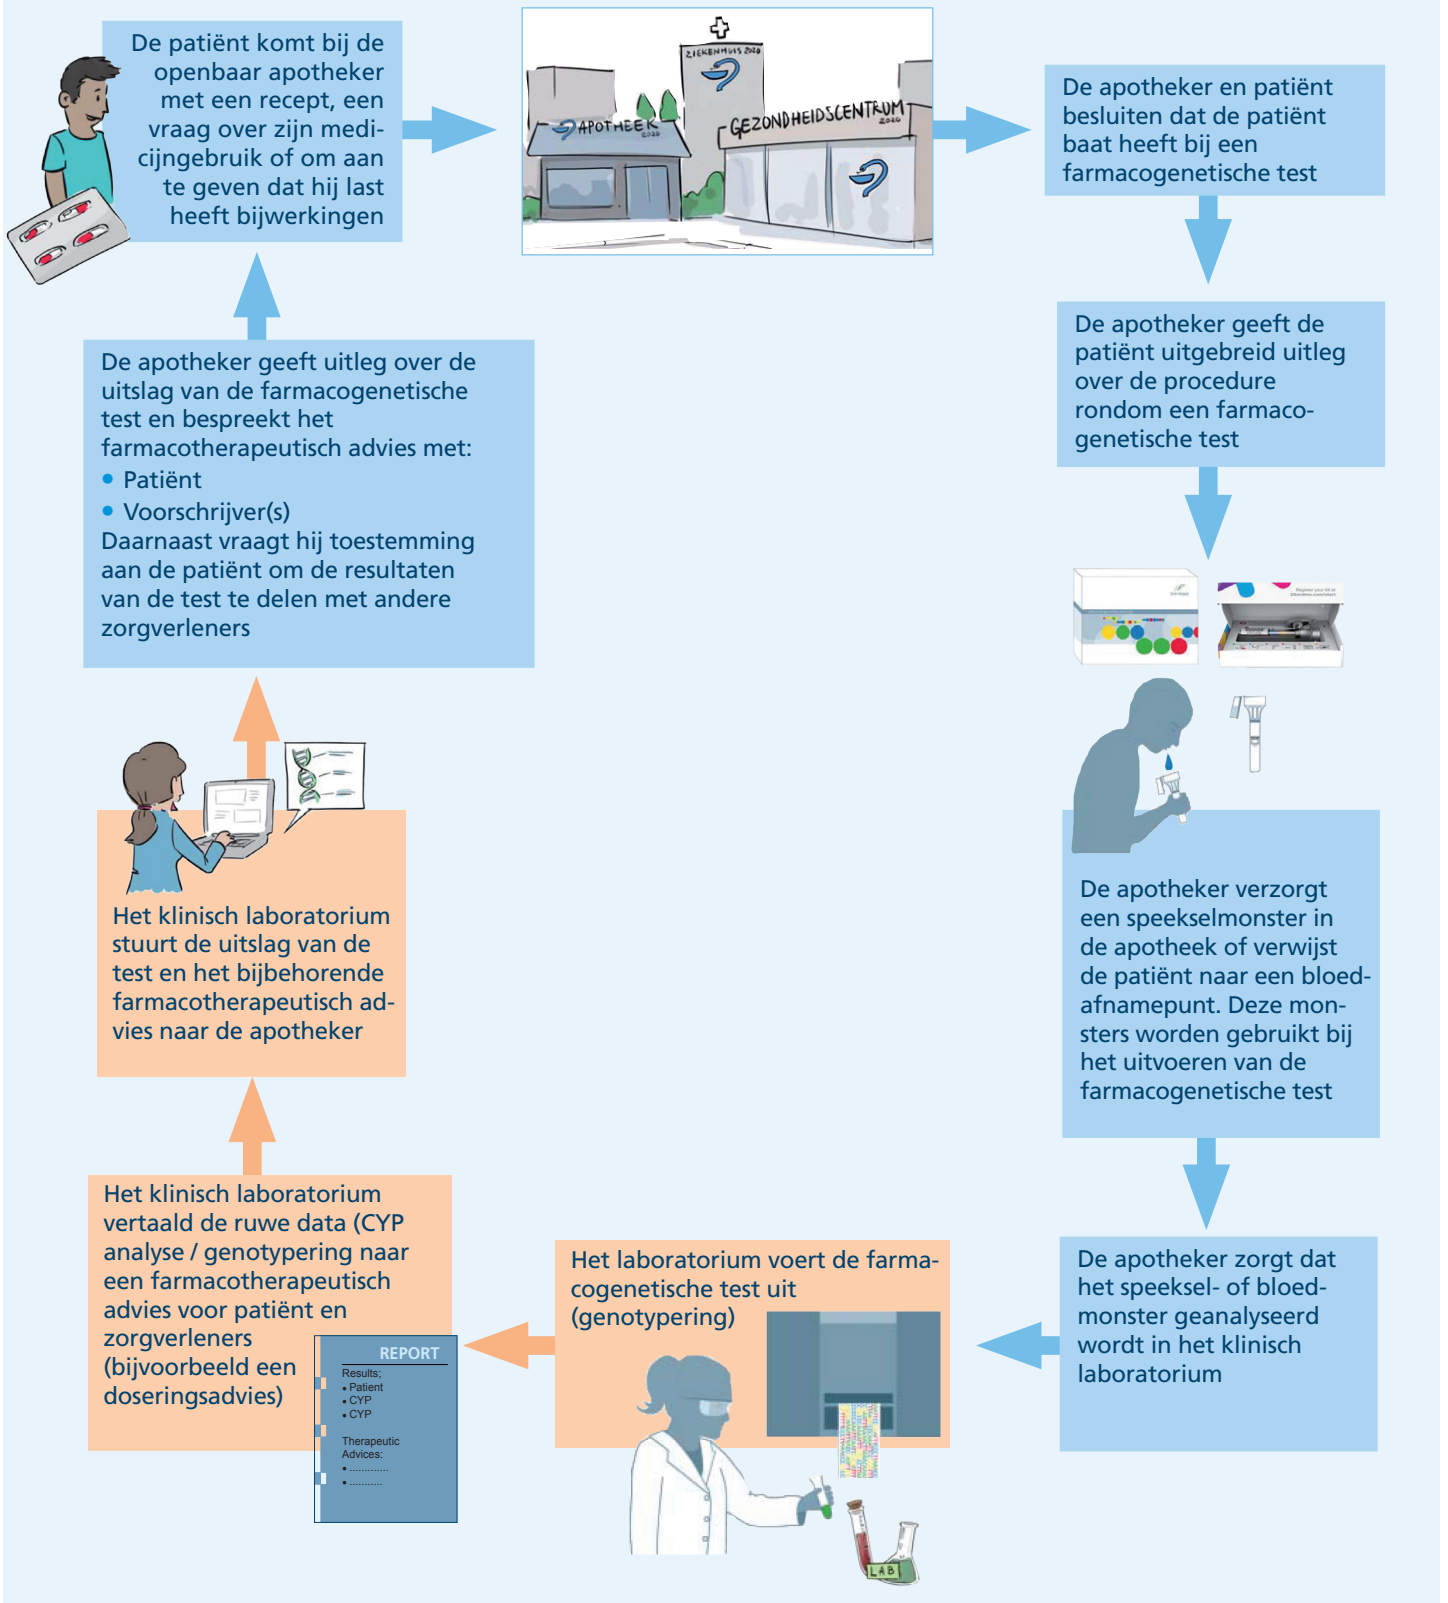 De patiënt komt bij de
openbaar apotheker
met een recept, een
vraag over zijn medi-
cijngebruik of om aan
te geven dat hij last
heeft bijwerkingen
ZIEKENHUIS 2020
APOTHEEK
2020
GEZONDHEIDSCENTRUM
2020
De apotheker en patiënt
besluiten dat de patiënt
baat heeft bij een
farmacogenetische test
De apotheker geeft de
patiënt uitgebreid uitleg
over de procedure
rondom een farmaco-
genetische test
Register your kit at
De apotheker verzorgt
een speekselmonster in
de apotheek of verwijst
de patiënt naar een bloed-
afnamepunt. Deze mon-
sters worden gebruikt bij
het uitvoeren van de
farmacogenetische test
De apotheker zorgt dat
het speeksel- of bloed-
monster geanalyseerd
wordt in het klinisch
laboratorium
Het laboratorium voert de farma-
cogenetische test uit
(genotypering)
LAB
Het klinisch laboratorium
vertaald de ruwe data (CYP
analyse / genotypering naar
een farmacotherapeutisch
advies voor patiënt en
zorgverleners
(bijvoorbeeld een
doseringsadvies)
REPORT
Results;
• Patient
• CYP
• CYP
Therapeutic
Advices:
• .............
• ...........
Het klinisch laboratorium
stuurt de uitslag van de
test en het bijbehorende
farmacotherapeutisch ad-
vies naar de apotheker
De apotheker geeft uitleg over de
uitslag van de farmacogenetische
test en bespreekt het
farmacotherapeutisch advies met:
• Patiënt
• Voorschrijver(s)
Daarnaast vraagt hij toestemming
aan de patiënt om de resultaten
van de test te delen met andere
zorgverleners